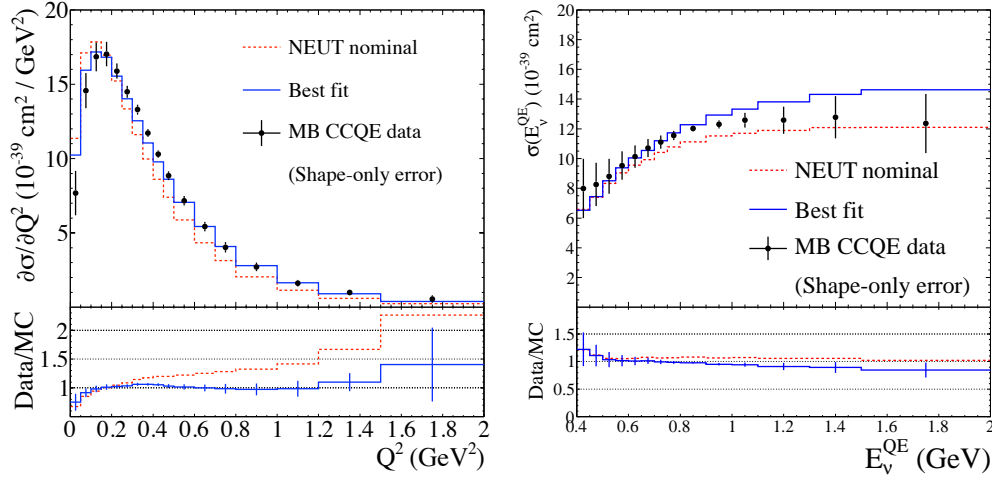 ∂σ/∂Q² (10⁻³⁹ cm² / GeV²)
20
15
10
5
NEUT nominal
Best fit
MB CCQE data
(Shape-only error)
Data/MC
2
1.5
1
0 0.2 0.4 0.6 0.8 1 1.2 1.4 1.6 1.8 2
Q² (GeV²)
σ(E_ν^QE) (10⁻³⁹ cm²)
20
18
16
14
12
10
8
6
4
2
0
NEUT nominal
Best fit
MB CCQE data
(Shape-only error)
Data/MC
1.5
1
0.5
0
0.4 0.6 0.8 1 1.2 1.4 1.6 1.8 2
E_ν^QE (GeV)